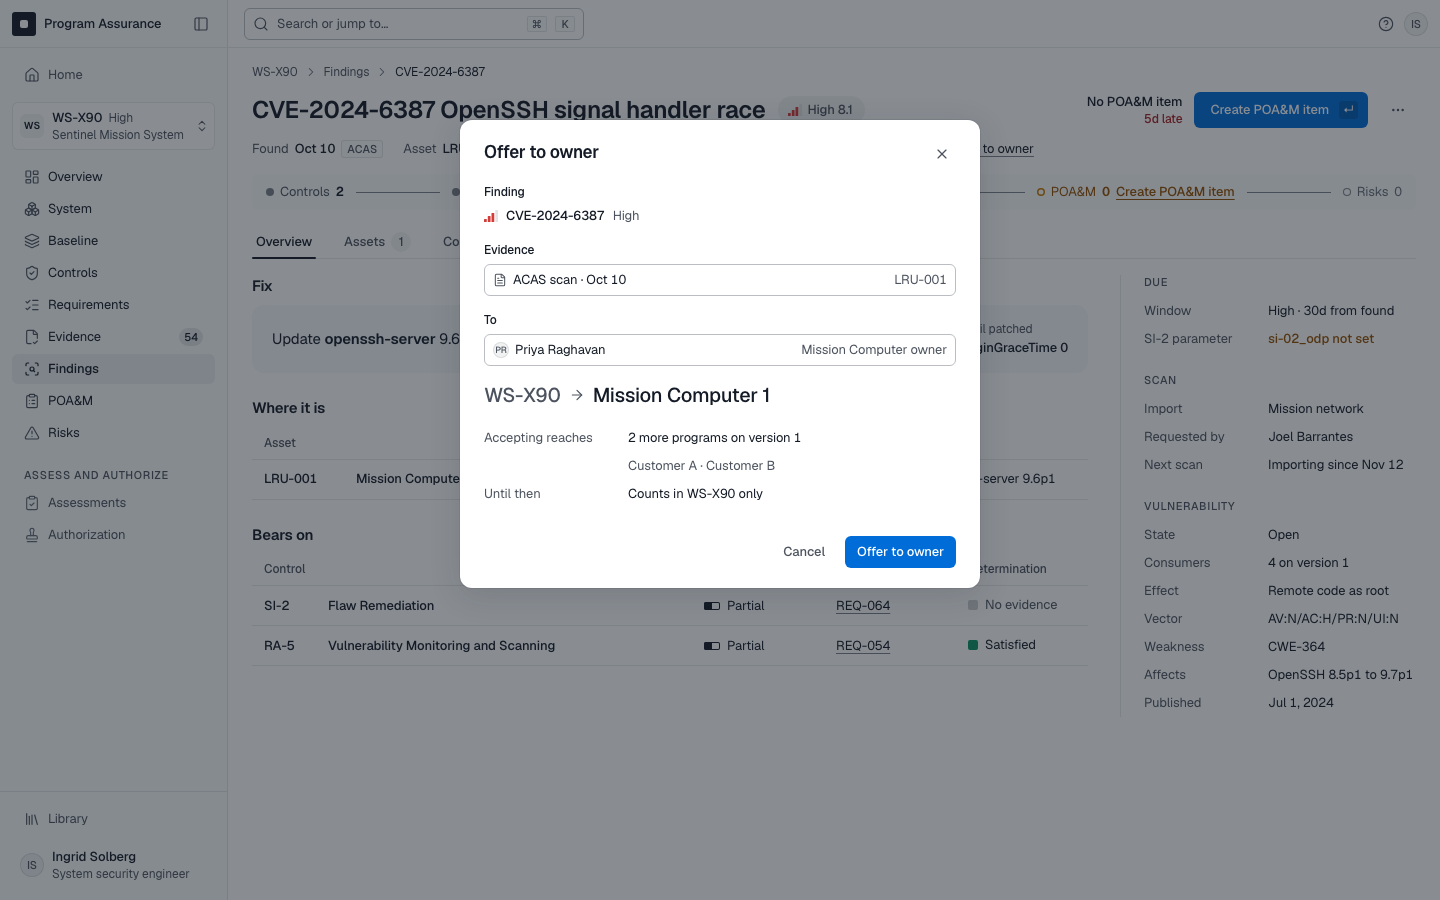 Program Assurance
Search or jump to...
⌘ K
IS
Home
WS WS-X90 High
Sentinel Mission System
Overview
System
Baseline
Controls
Requirements
Evidence 54
Findings
POA&M
Risks
ASSESS AND AUTHORIZE
Assessments
Authorization
Library
IS Ingrid Solberg
System security engineer
WS-X90 > Findings > CVE-2024-6387
CVE-2024-6387 OpenSSH signal handler race High 8.1
No POA&M item
5d late
Create POA&M item
Found Oct 10 ACAS Asset to owner
Controls 2 POA&M 0 Create POA&M item Risks 0
Overview Assets 1
Fix
Update openssh-server patched
GraceTime 0
Where it is
Asset
LRU-001 Mission -server 9.6p1
Bears on
Control
SI-2 Flaw Remediation Partial REQ-064 No evidence
RA-5 Vulnerability Monitoring and Scanning Partial REQ-054 Satisfied
Offer to owner
Finding
CVE-2024-6387 High
Evidence
ACAS scan · Oct 10 LRU-001
To
PR Priya Raghavan Mission Computer owner
WS-X90 → Mission Computer 1
Accepting reaches 2 more programs on version 1
Customer A · Customer B
Until then Counts in WS-X90 only
Cancel Offer to owner
DUE
Window High · 30d from found
SI-2 parameter si-02_odp not set
SCAN
Import Mission network
Requested by Joel Barrantes
Next scan Importing since Nov 12
VULNERABILITY
State Open
Consumers 4 on version 1
Effect Remote code as root
Vector AV:N/AC:H/PR:N/UI:N
Weakness CWE-364
Affects OpenSSH 8.5p1 to 9.7p1
Published Jul 1, 2024